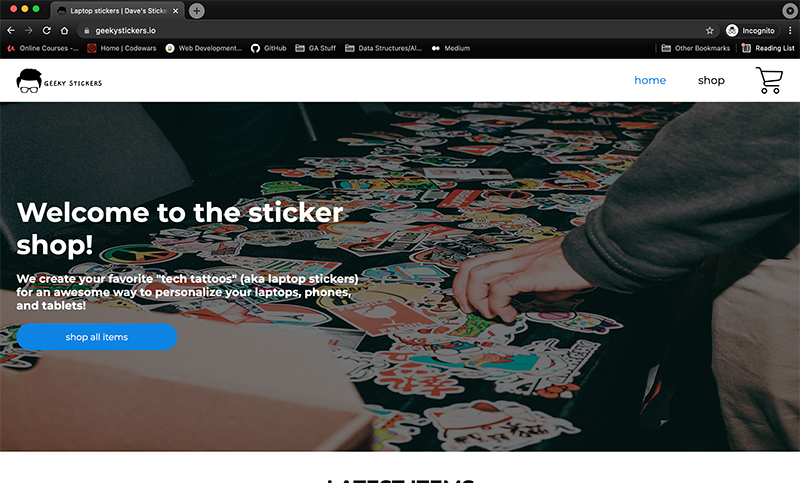 Laptop stickers | Dave's Sticke
geekystickers.io
Incognito
Online Courses -...
Home | Codewars
Web Development...
GitHub
GA Stuff
Data Structures/Al...
Medium
Other Bookmarks
Reading List
GEEKY STICKERS
home
shop
Welcome to the sticker
shop!
We create your favorite "tech tattoos" (aka laptop stickers)
for an awesome way to personalize your laptops, phones,
and tablets!
shop all items
LATEST ITEMS